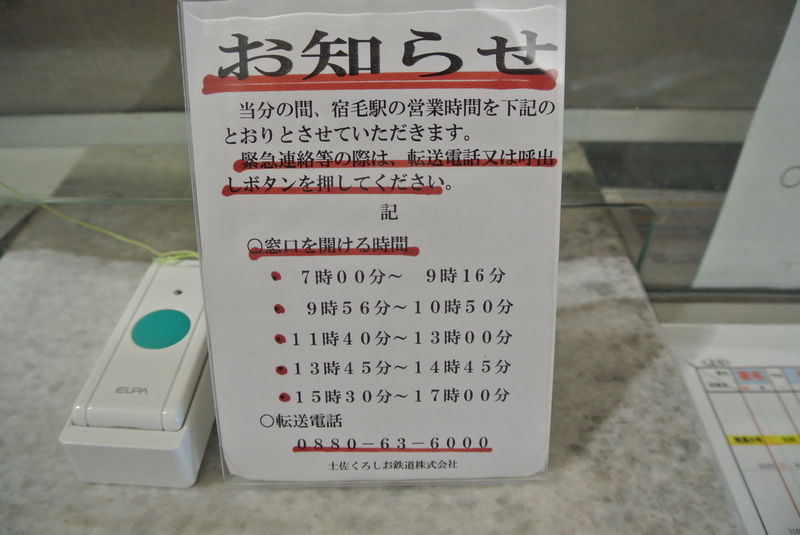 お知らせ
当分の間、宿毛駅の営業時間を下記の
とおりとさせていただきます。
緊急連絡等の際は、転送電話又は呼出
しボタンを押してください。
記
○窓口を開ける時間
7時00分～ 9時16分
9時56分～10時50分
11時40分～13時00分
13時45分～14時45分
15時30分～17時00分
○転送電話
0880－63－6000
土佐くろしお鉄道株式会社
ELPA